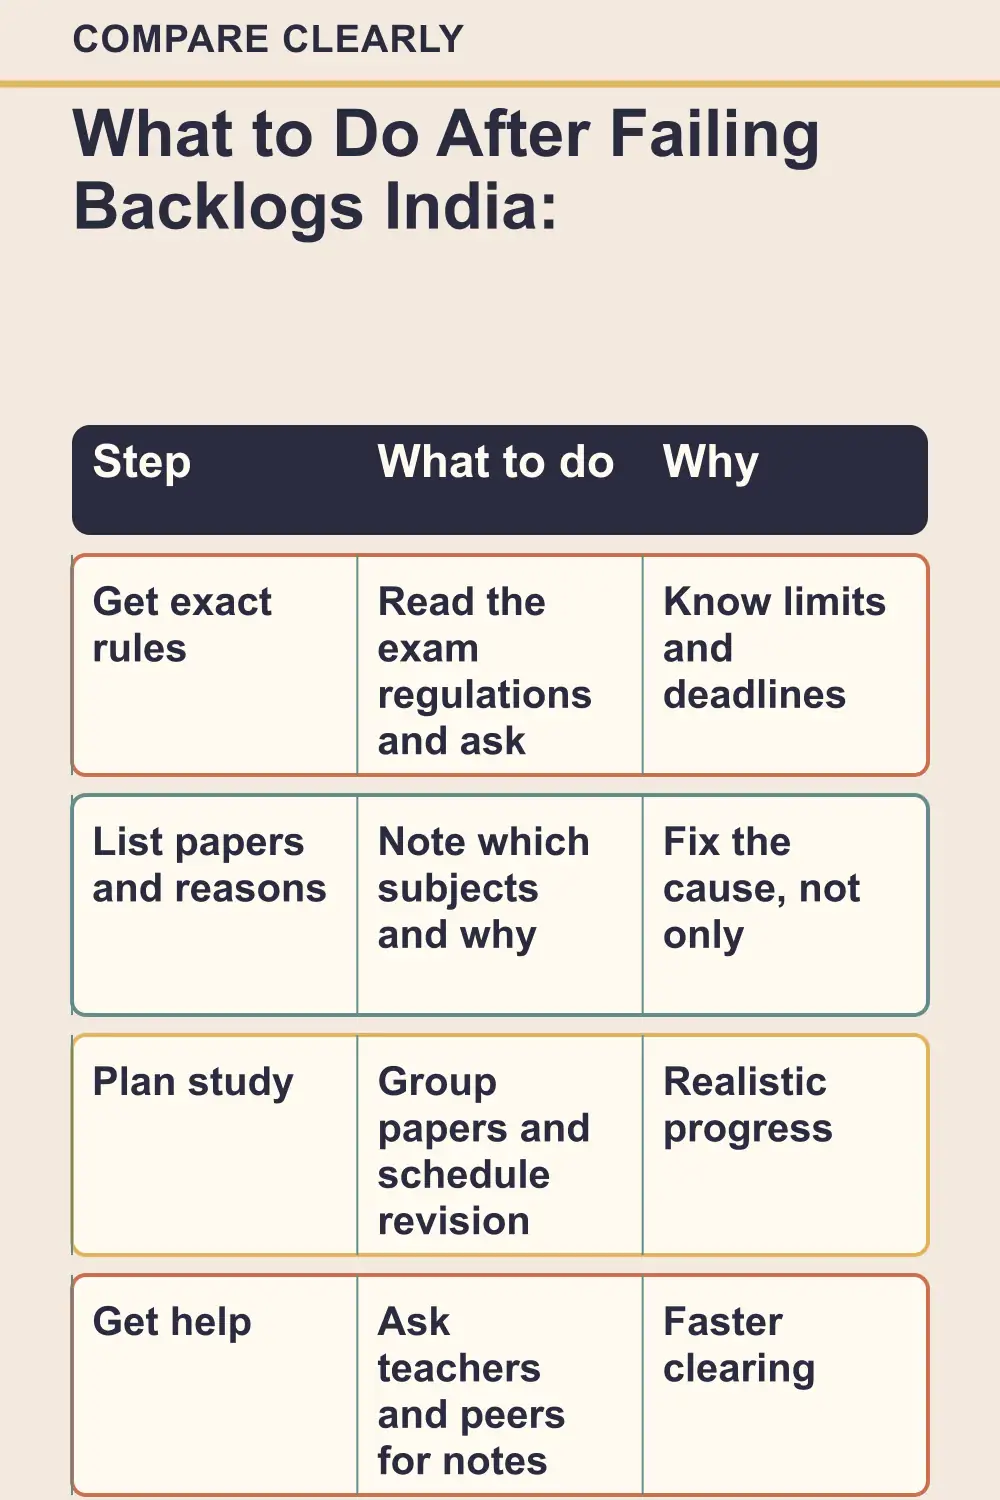 COMPARE CLEARLY
What to Do After Failing
Backlogs India:
Step
What to do
Why
Get exact
rules
Read the
exam
regulations
and ask
Know limits
and
deadlines
List papers
and reasons
Note which
subjects
and why
Fix the
cause, not
only
Plan study
Group
papers and
schedule
revision
Realistic
progress
Get help
Ask
teachers
and peers
for notes
Faster
clearing